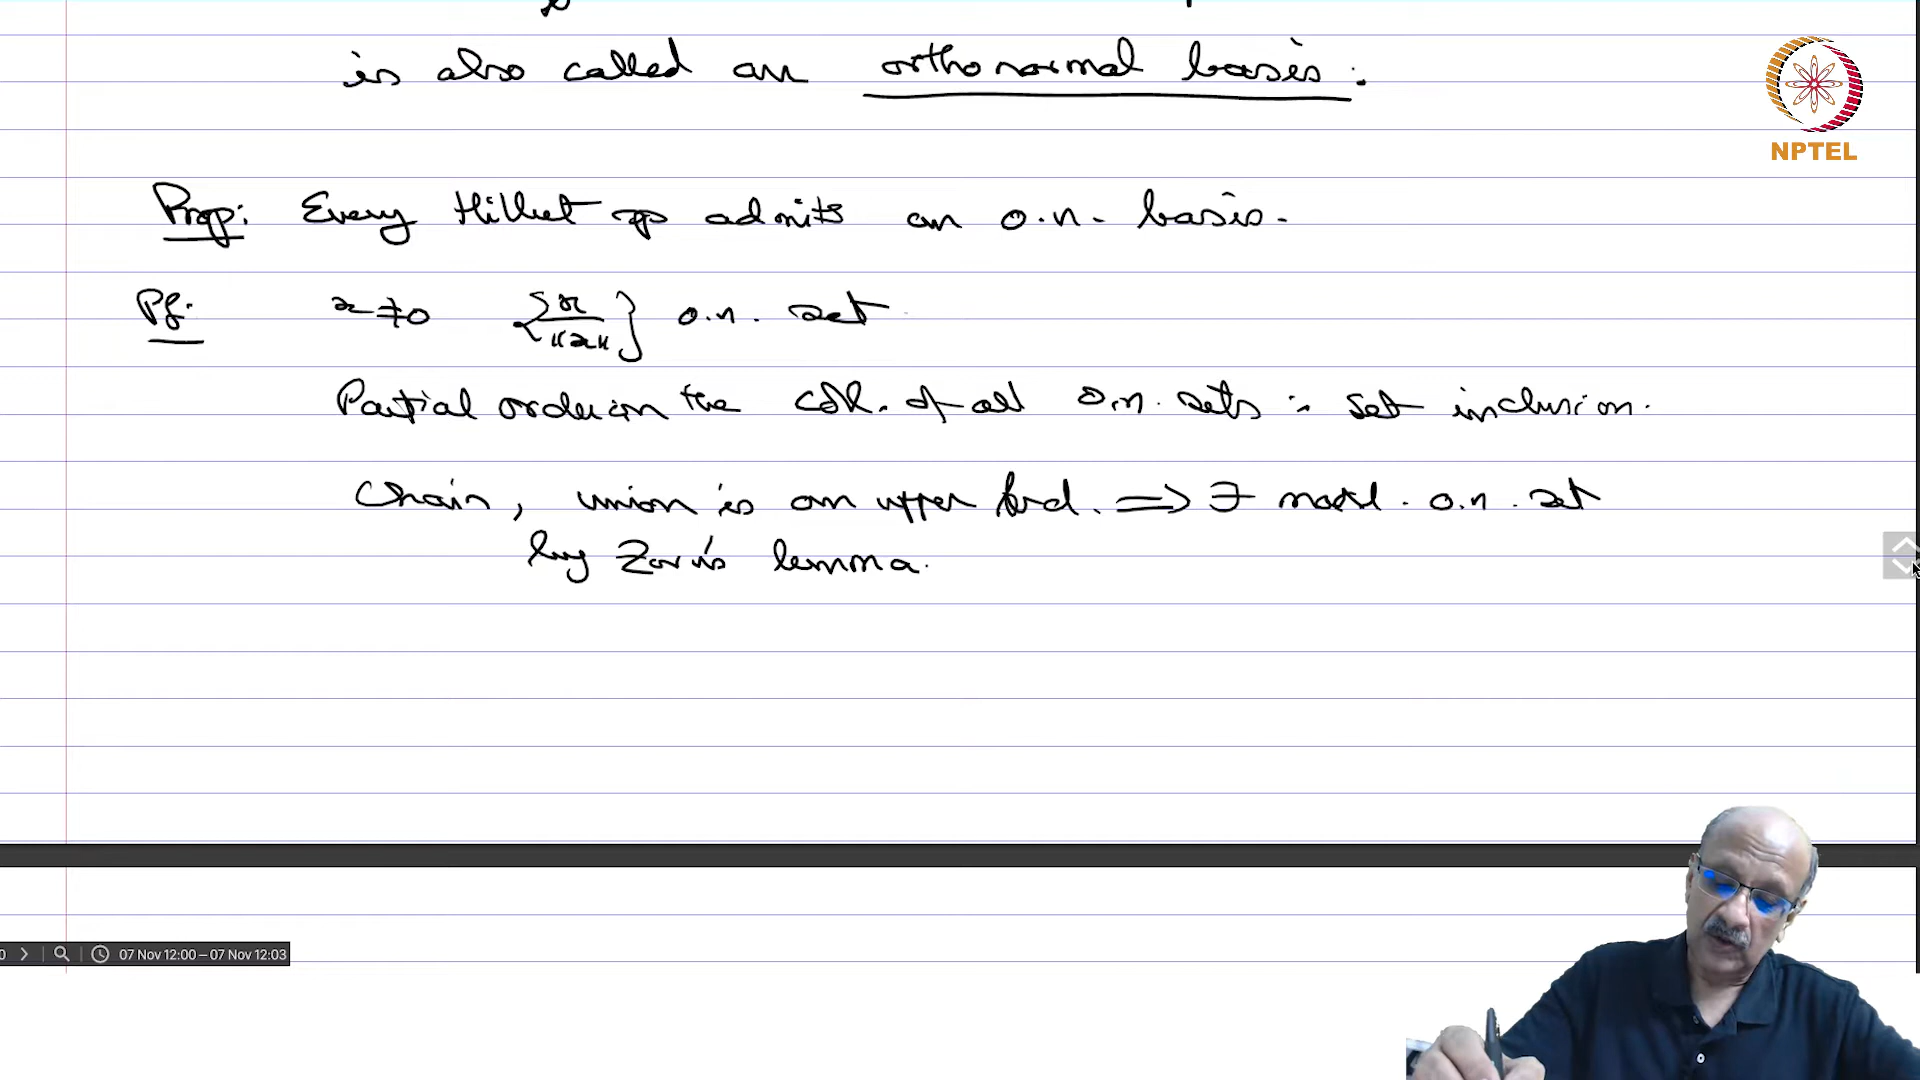 is also called an orthonormal basis.
NPTEL
Prop: Every Hilbert sp admits an o.n. basis.
Pf. x≠0 {x/||x||} o.n. set.
Partial order on the coll. of all o.n. sets : set inclusion.
Chain, union is an upper bd. ⇒ ∃ maxl. o.n. set
by Zorn's lemma.
07 Nov 12:00 – 07 Nov 12:03